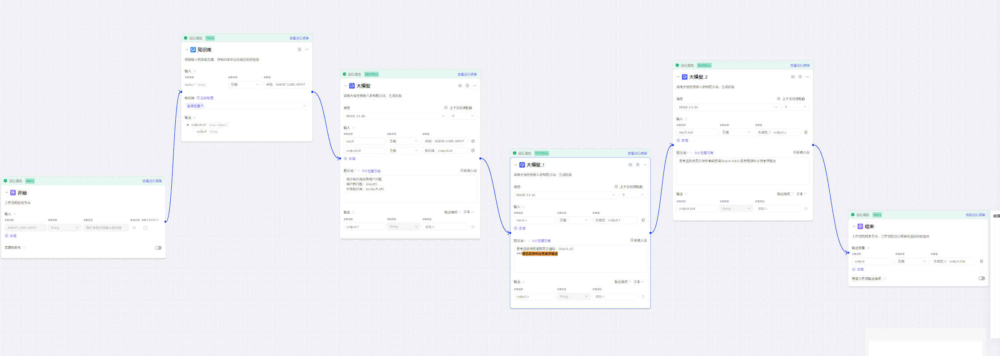 运行成功 48ms 查看运行结果
开始
工作流的起始节点
输入
参数名称 参数类型 参数描述 是否必要 使用上传文件
AGENT_USER_INPUT String 用户本轮对话输入的内容
新增
变量初始化
运行成功 75ms 查看运行结果
知识库
根据输入的参数变量，在知识库中召回最匹配的信息
输入
参数名称 参数来源 参数值
query • String 引用 开始 · AGENT_USER_INPUT
知识库 召回配置
秦末历史 ×
输出
outputList Array<Object>
output String
运行成功 26579ms 查看运行结果
大模型
调用大模型根据入参和提示词，生成回复
模型 上下文对话轮数
ERNIE 3.5 8K 0
输入
参数名称 参数来源 参数值
input 引用 开始 · AGENT_USER_INPUT
outputList 引用 知识库 · outputList
新增
提示词 * {(x)} 变量引用 系统人设
结合知识库回答用户问题
用户的问题：{{input}}
补充知识库：{{outputList}}
输出 输出格式 文本
参数名称 参数类型 参数描述
output_f String 请输入
运行成功 53765ms 查看运行结果
大模型_1
调用大模型根据入参和提示词，生成回复
模型 上下文对话轮数
ERNIE 3.5 8K 0
输入
参数名称 参数来源 参数值
input_s 引用 大模型 · output_f
新增
提示词 * {(x)} 变量引用 系统人设
思考这段话的逻辑是否通顺：{{input_s}}
###结合历史纠正答案并输出
输出 输出格式 文本
参数名称 参数类型 参数描述
output_s String 请输入
运行成功 56406ms 查看运行结果
大模型_2
调用大模型根据入参和提示词，生成回复
模型 上下文对话轮数
ERNIE 3.5 8K 0
输入
参数名称 参数来源 参数值
input_bak 引用 大模型_1 · output_s
新增
提示词 * {(x)} 变量引用 系统人设
思考这段话是否存在事实错误{{input_bak}},若有错误纠正答案并输出
输出 输出格式 文本
参数名称 参数类型 参数描述
output_bak String 请输入
运行成功 50ms 收起运行结果
结束
工作流的结束节点，工作流的运行结果将返回给智能体
输出变量
参数名称 参数来源 参数值
output 引用 大模型_2 · output_bak
新增
指定工作流输出模式
结束